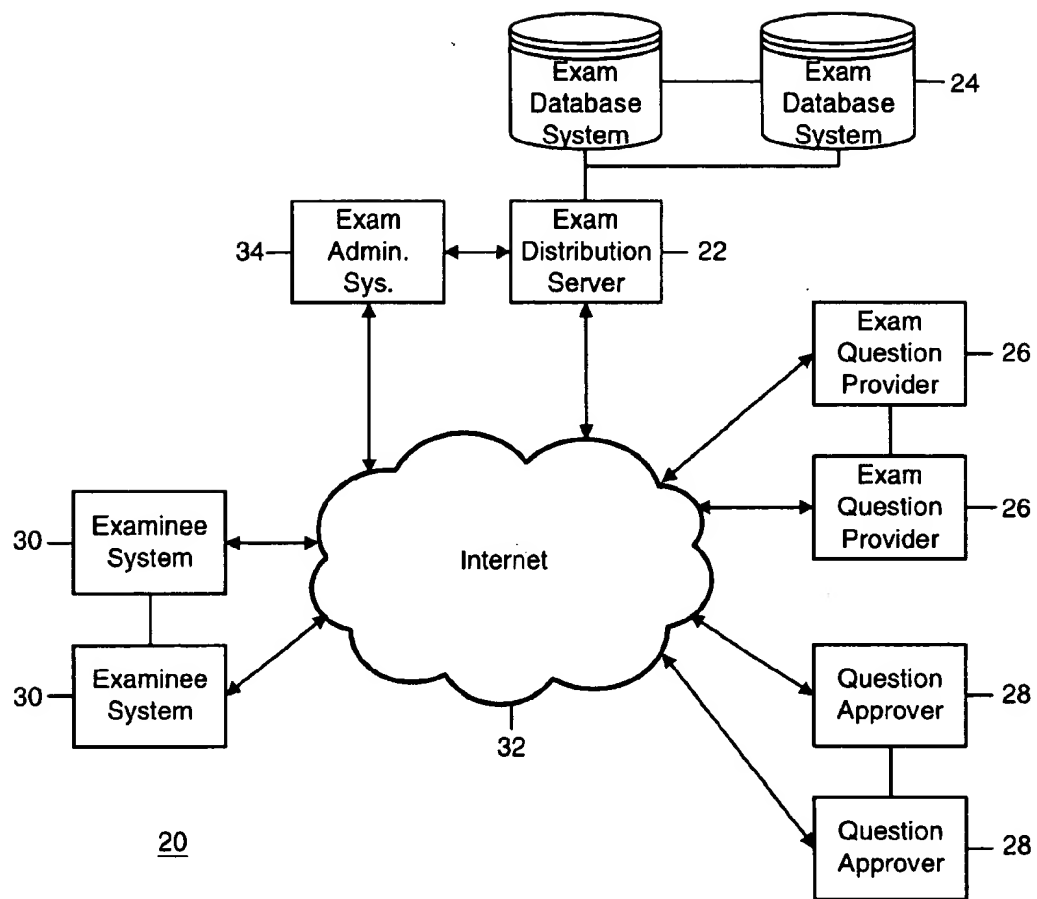 Exam
Database
System
Exam
Database
System
24
Exam
Admin.
Sys.
34
Exam
Distribution
Server
22
Exam
Question
Provider
26
Exam
Question
Provider
26
Examinee
System
30
Internet
Examinee
System
30
Question
Approver
28
32
Question
Approver
28
20